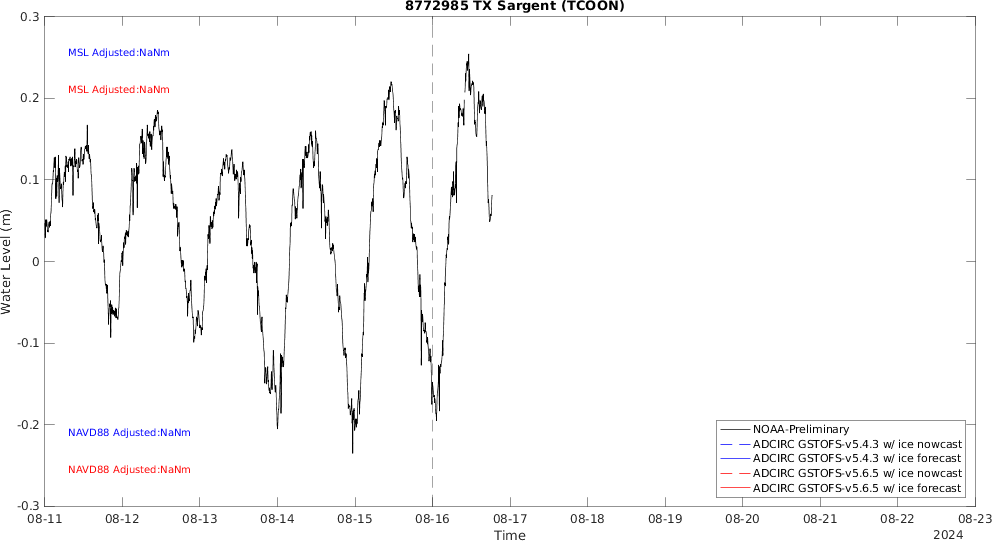 8772985 TX Sargent (TCOON)
0.3
MSL Adjusted:NaNm
MSL Adjusted:NaNm
0.2
0.1
0
-0.1
-0.2
-0.3
Water Level (m)
NAVD88 Adjusted:NaNm
NAVD88 Adjusted:NaNm
NOAA-Preliminary
ADCIRC GSTOFS-v5.4.3 w/ ice nowcast
ADCIRC GSTOFS-v5.4.3 w/ ice forecast
ADCIRC GSTOFS-v5.6.5 w/ ice nowcast
ADCIRC GSTOFS-v5.6.5 w/ ice forecast
08-11 08-12 08-13 08-14 08-15 08-16 08-17 08-18 08-19 08-20 08-21 08-22 08-23
Time
2024